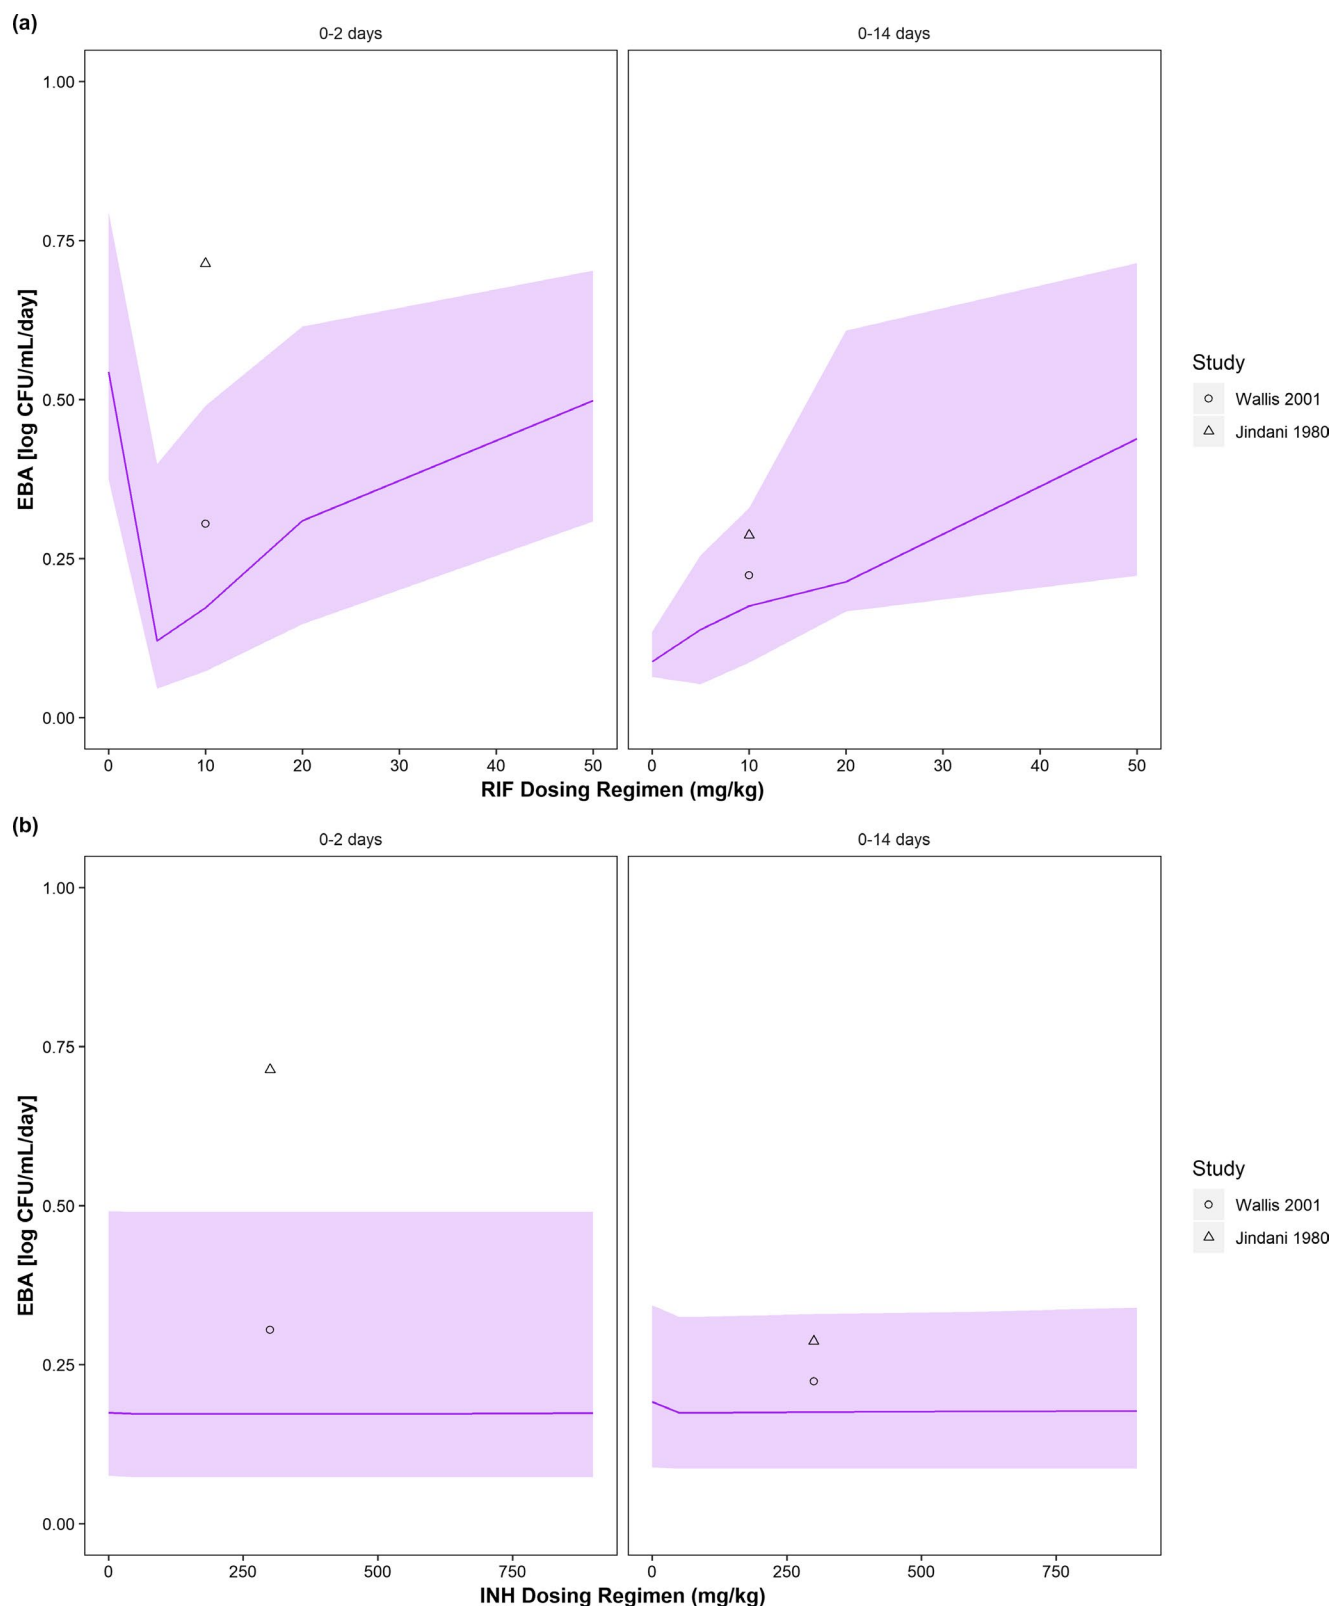 (a)
0-2 days
0-14 days
1.00
0.75
0.50
0.25
0.00
EBA [log CFU/mL/day]
0 10 20 30 40 50
0 10 20 30 40 50
RIF Dosing Regimen (mg/kg)
Study
Wallis 2001
Jindani 1980
(b)
0-2 days
0-14 days
1.00
0.75
0.50
0.25
0.00
EBA [log CFU/mL/day]
0 250 500 750
0 250 500 750
INH Dosing Regimen (mg/kg)
Study
Wallis 2001
Jindani 1980